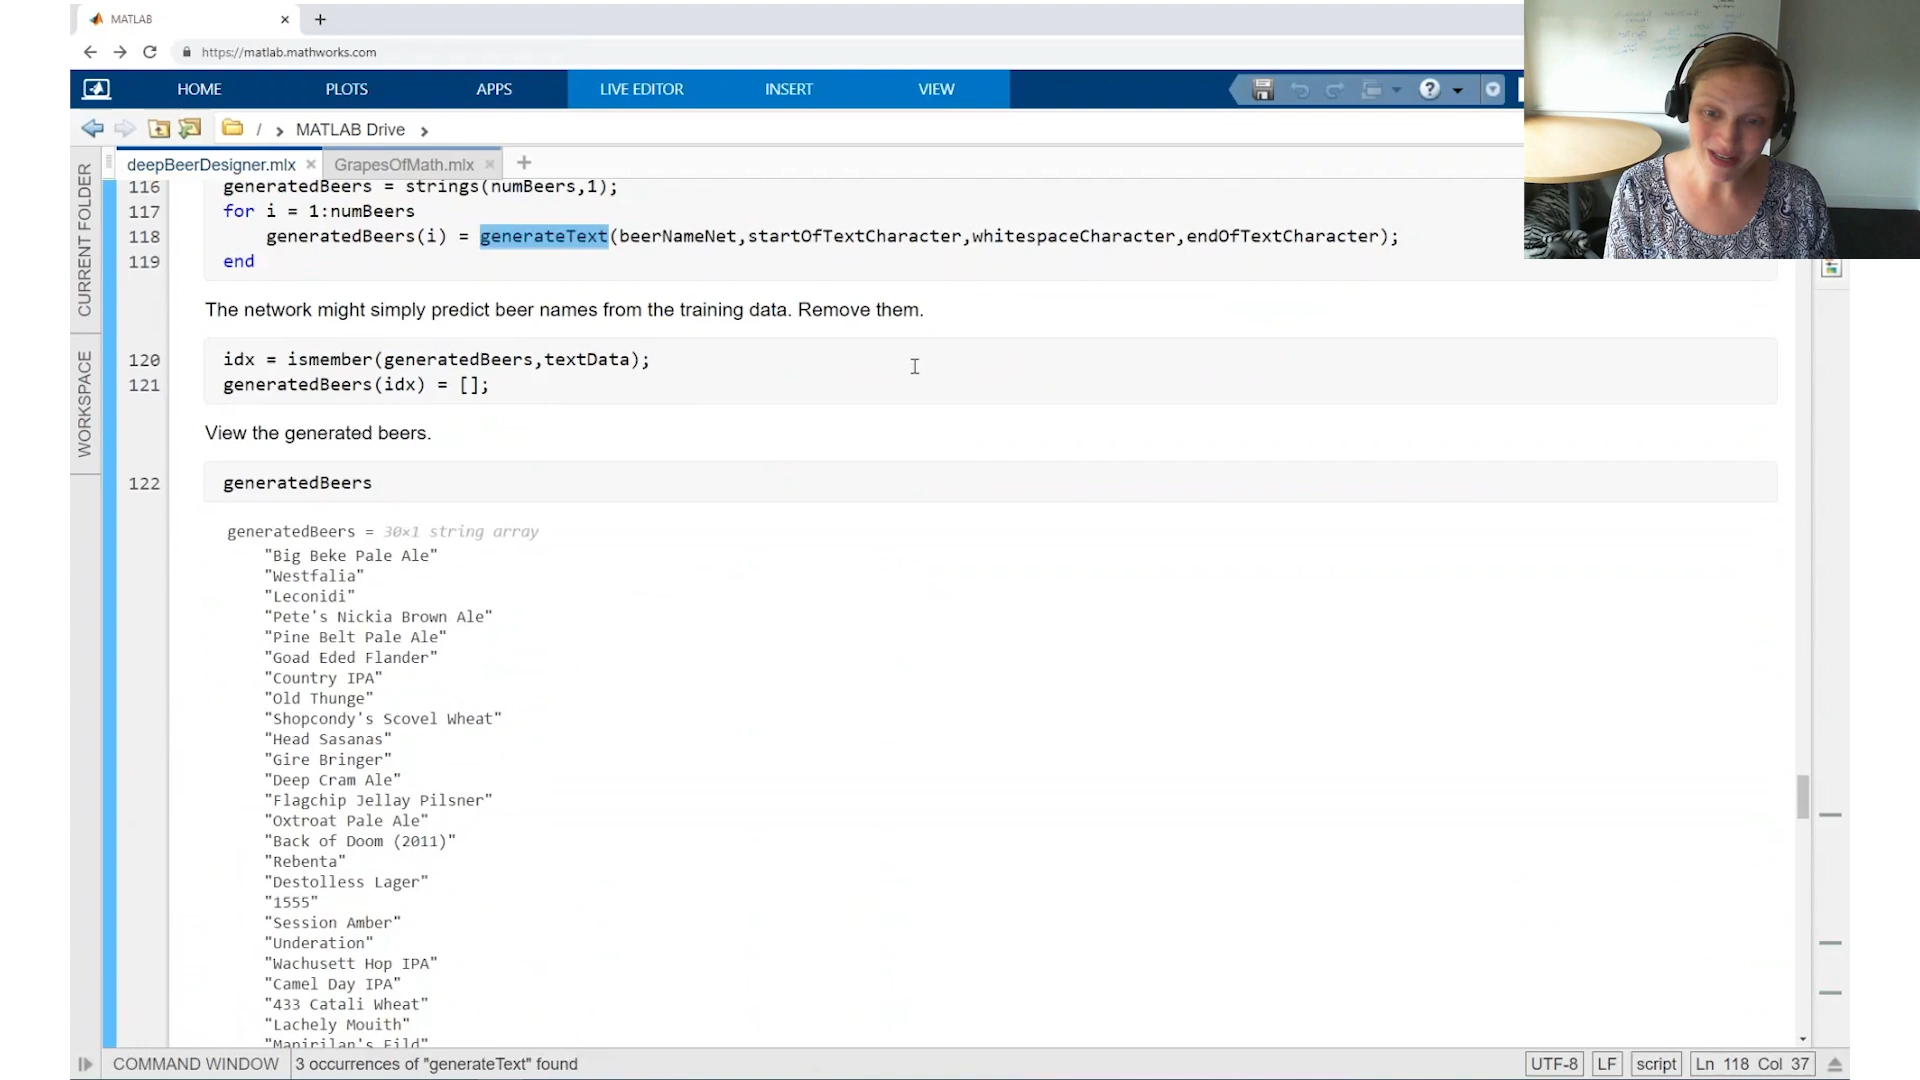 MATLAB
https://matlab.mathworks.com
HOME PLOTS APPS LIVE EDITOR INSERT VIEW
/ MATLAB Drive
deepBeerDesigner.mlx GrapesOfMath.mlx
CURRENT FOLDER
WORKSPACE
116 generatedBeers = strings(numBeers,1);
117 for i = 1:numBeers
118 generatedBeers(i) = generateText(beerNameNet,startOfTextCharacter,whitespaceCharacter,endOfTextCharacter);
119 end
The network might simply predict beer names from the training data. Remove them.
120 idx = ismember(generatedBeers,textData);
121 generatedBeers(idx) = [];
View the generated beers.
122 generatedBeers
generatedBeers = 30×1 string array
"Big Beke Pale Ale"
"Westfalia"
"Leconidi"
"Pete's Nickia Brown Ale"
"Pine Belt Pale Ale"
"Goad Eded Flander"
"Country IPA"
"Old Thunge"
"Shopcondy's Scovel Wheat"
"Head Sasanas"
"Gire Bringer"
"Deep Cram Ale"
"Flagchip Jellay Pilsner"
"Oxtroat Pale Ale"
"Back of Doom (2011)"
"Rebenta"
"Destolless Lager"
"1555"
"Session Amber"
"Underation"
"Wachusett Hop IPA"
"Camel Day IPA"
"433 Catali Wheat"
"Lachely Mouith"
"Manirilan's Fild"
COMMAND WINDOW 3 occurrences of "generateText" found UTF-8 LF script Ln 118 Col 37